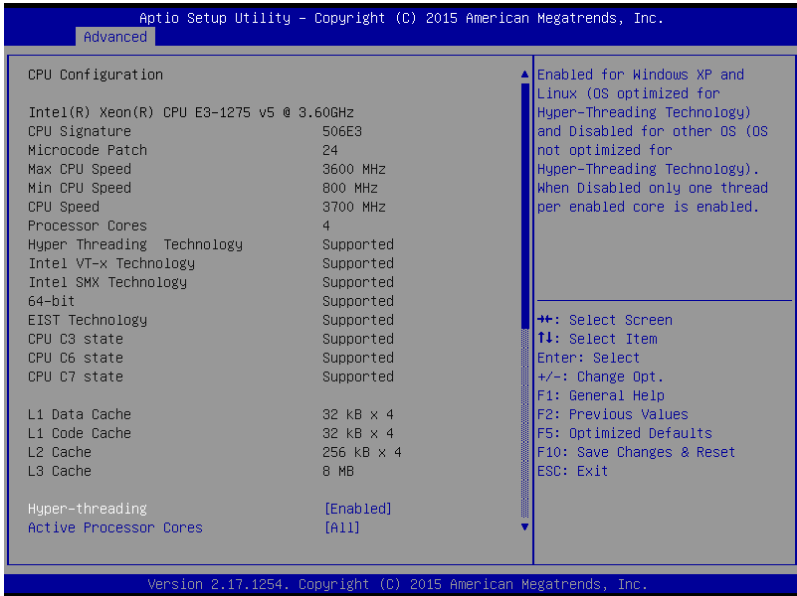 Aptio Setup Utility – Copyright (C) 2015 American Megatrends, Inc.
Advanced
CPU Configuration
Intel(R) Xeon(R) CPU E3-1275 v5 @ 3.60GHz
CPU Signature 506E3
Microcode Patch 24
Max CPU Speed 3600 MHz
Min CPU Speed 800 MHz
CPU Speed 3700 MHz
Processor Cores 4
Hyper Threading Technology Supported
Intel VT-x Technology Supported
Intel SMX Technology Supported
64-bit Supported
EIST Technology Supported
CPU C3 state Supported
CPU C6 state Supported
CPU C7 state Supported
L1 Data Cache 32 kB x 4
L1 Code Cache 32 kB x 4
L2 Cache 256 kB x 4
L3 Cache 8 MB
Hyper-threading [Enabled]
Active Processor Cores [All]
Enabled for Windows XP and
Linux (OS optimized for
Hyper-Threading Technology)
and Disabled for other OS (OS
not optimized for
Hyper-Threading Technology).
When Disabled only one thread
per enabled core is enabled.
→←: Select Screen
↑↓: Select Item
Enter: Select
+/-: Change Opt.
F1: General Help
F2: Previous Values
F5: Optimized Defaults
F10: Save Changes & Reset
ESC: Exit
Version 2.17.1254. Copyright (C) 2015 American Megatrends, Inc.